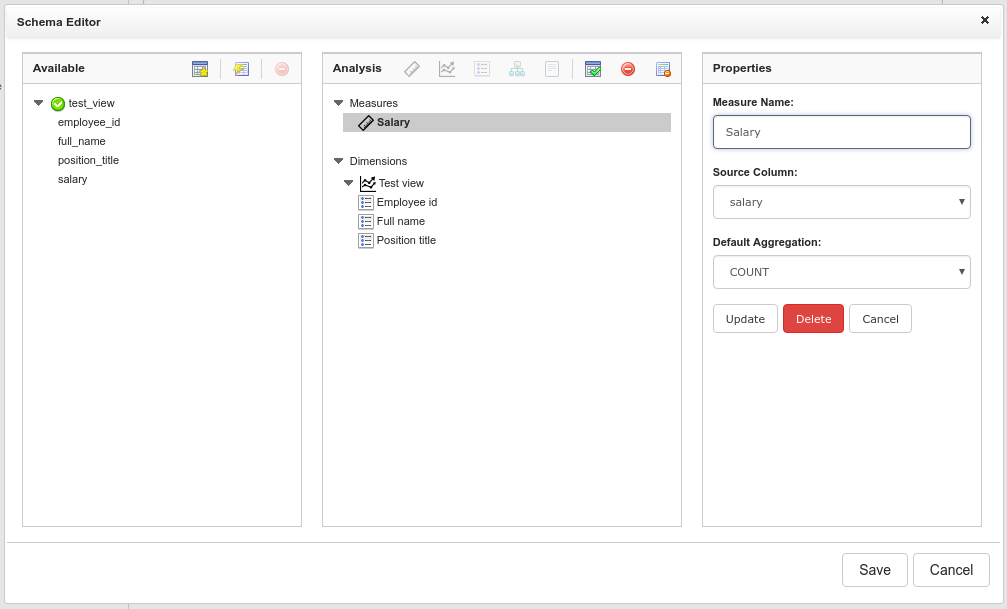 Schema Editor
Available
test_view
employee_id
full_name
position_title
salary
Analysis
Measures
Salary
Dimensions
Test view
Employee id
Full name
Position title
Properties
Measure Name:
Salary
Source Column:
salary
Default Aggregation:
COUNT
Update Delete Cancel
Save Cancel